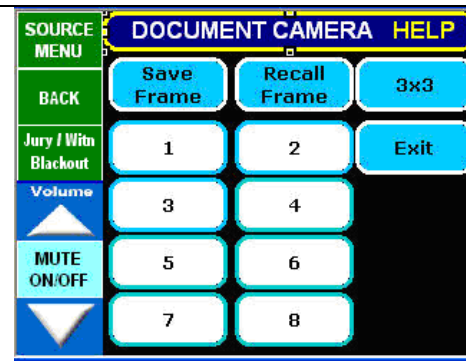 SOURCE
MENU
DOCUMENT CAMERA HELP
BACK
Save
Frame
Recall
Frame
3x3
Jury / Witn
Blackout
1
2
Exit
Volume
3
4
MUTE
ON/OFF
5
6
7
8